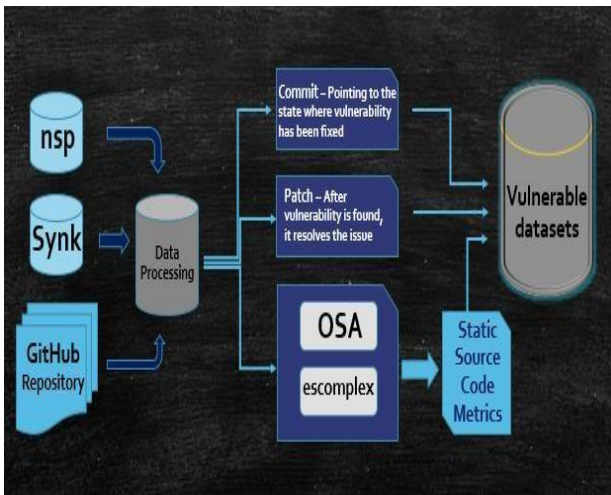 nsp
Synk
GitHub
Repository
Data
Processing
Commit – Pointing to the
state where vulnerability
has been fixed
Patch – After
vulnerability is found,
it resolves the issue
OSA
escomplex
Static
Source
Code
Metrics
Vulnerable
datasets